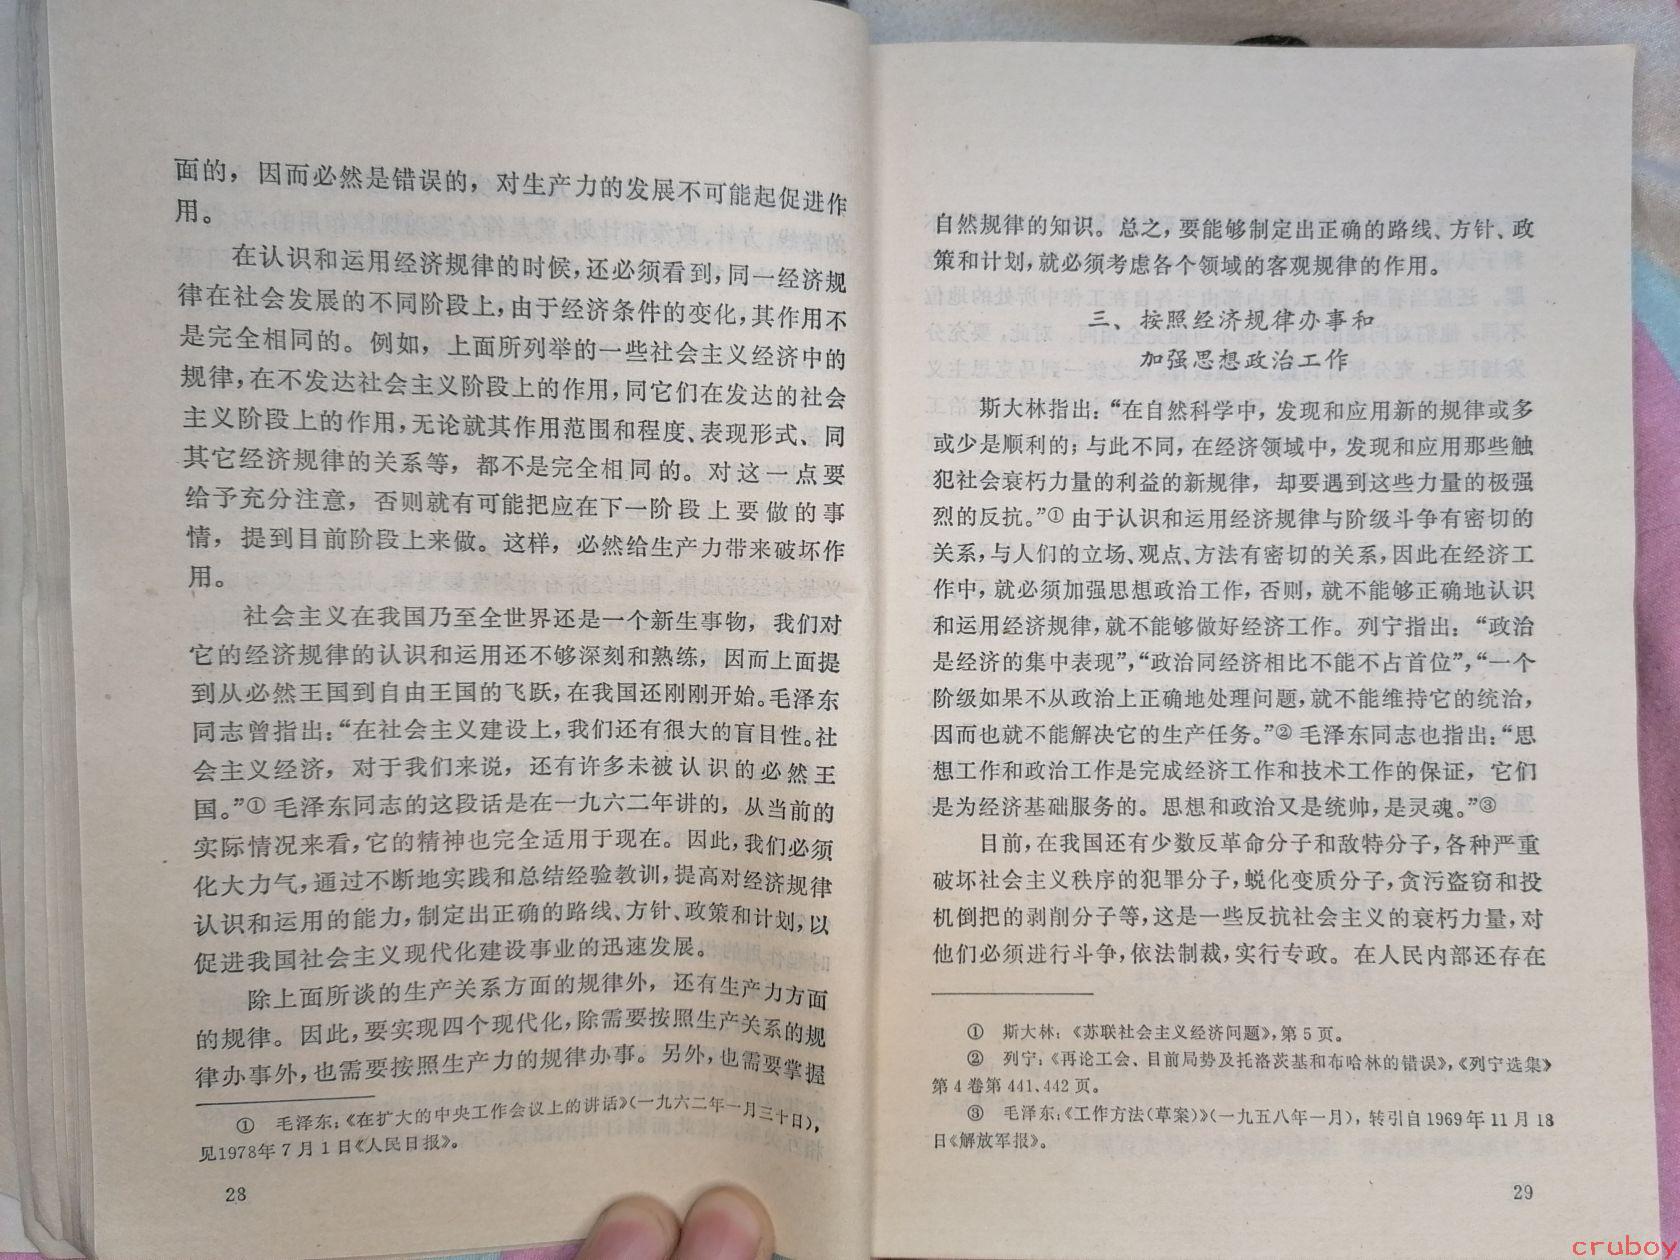 面的，因而必然是错误的，对生产力的发展不可能起促进作
用。
在认识和运用经济规律的时候，还必须看到，同一经济规
律在社会发展的不同阶段上，由于经济条件的变化，其作用不
是完全相同的。例如，上面所列举的一些社会主义经济中的
规律，在不发达社会主义阶段上的作用，同它们在发达的社会
主义阶段上的作用，无论就其作用范围和程度、表现形式、同
其它经济规律的关系等，都不是完全相同的。对这一点要
给予充分注意，否则就有可能把应在下一阶段上要做的事
情，提到目前阶段上来做。这样，必然给生产力带来破坏作
用。
社会主义在我国乃至全世界还是一个新生事物，我们对
它的经济规律的认识和运用还不够深刻和熟练，因而上面提
到从必然王国到自由王国的飞跃，在我国还刚刚开始。毛泽东
同志曾指出：“在社会主义建设上，我们还有很大的盲目性。社
会主义经济，对于我们来说，还有许多未被认识的必然王
国。”① 毛泽东同志的这段话是在一九六二年讲的，从当前的
实际情况来看，它的精神也完全适用于现在。因此，我们必须
化大力气，通过不断地实践和总结经验教训，提高对经济规律
认识和运用的能力，制定出正确的路线、方针、政策和计划，以
促进我国社会主义现代化建设事业的迅速发展。
除上面所谈的生产关系方面的规律外，还有生产力方面
的规律。因此，要实现四个现代化，除需要按照生产关系的规
律办事外，也需要按照生产力的规律办事。另外，也需要掌握
① 毛泽东：《在扩大的中央工作会议上的讲话》（一九六二年一月三十日），
见1978年7月1日《人民日报》。
28
自然规律的知识。总之，要能够制定出正确的路线、方针、政
策和计划，就必须考虑各个领域的客观规律的作用。
三、按照经济规律办事和
加强思想政治工作
斯大林指出：“在自然科学中，发现和应用新的规律或多
或少是顺利的；与此不同，在经济领域中，发现和应用那些触
犯社会衰朽力量的利益的新规律，却要遇到这些力量的极强
烈的反抗。”① 由于认识和运用经济规律与阶级斗争有密切的
关系，与人们的立场、观点、方法有密切的关系，因此在经济工
作中，就必须加强思想政治工作，否则，就不能够正确地认识
和运用经济规律，就不能够做好经济工作。列宁指出：“政治
是经济的集中表现”，“政治同经济相比不能不占首位”，“一个
阶级如果不从政治上正确地处理问题，就不能维持它的统治，
因而也就不能解决它的生产任务。”② 毛泽东同志也指出：“思
想工作和政治工作是完成经济工作和技术工作的保证，它们
是为经济基础服务的。思想和政治又是统帅，是灵魂。”③
目前，在我国还有少数反革命分子和敌特分子，各种严重
破坏社会主义秩序的犯罪分子，蜕化变质分子，贪污盗窃和投
机倒把的剥削分子等，这是一些反抗社会主义的衰朽力量，对
他们必须进行斗争，依法制裁，实行专政。在人民内部还存在
① 斯大林：《苏联社会主义经济问题》，第5页。
② 列宁：《再论工会、目前局势及托洛茨基和布哈林的错误》，《列宁选集》
第4卷第441、442页。
③ 毛泽东：《工作方法（草案）》（一九五八年一月），转引自1969年11月18
日《解放军报》。
29
cruboy